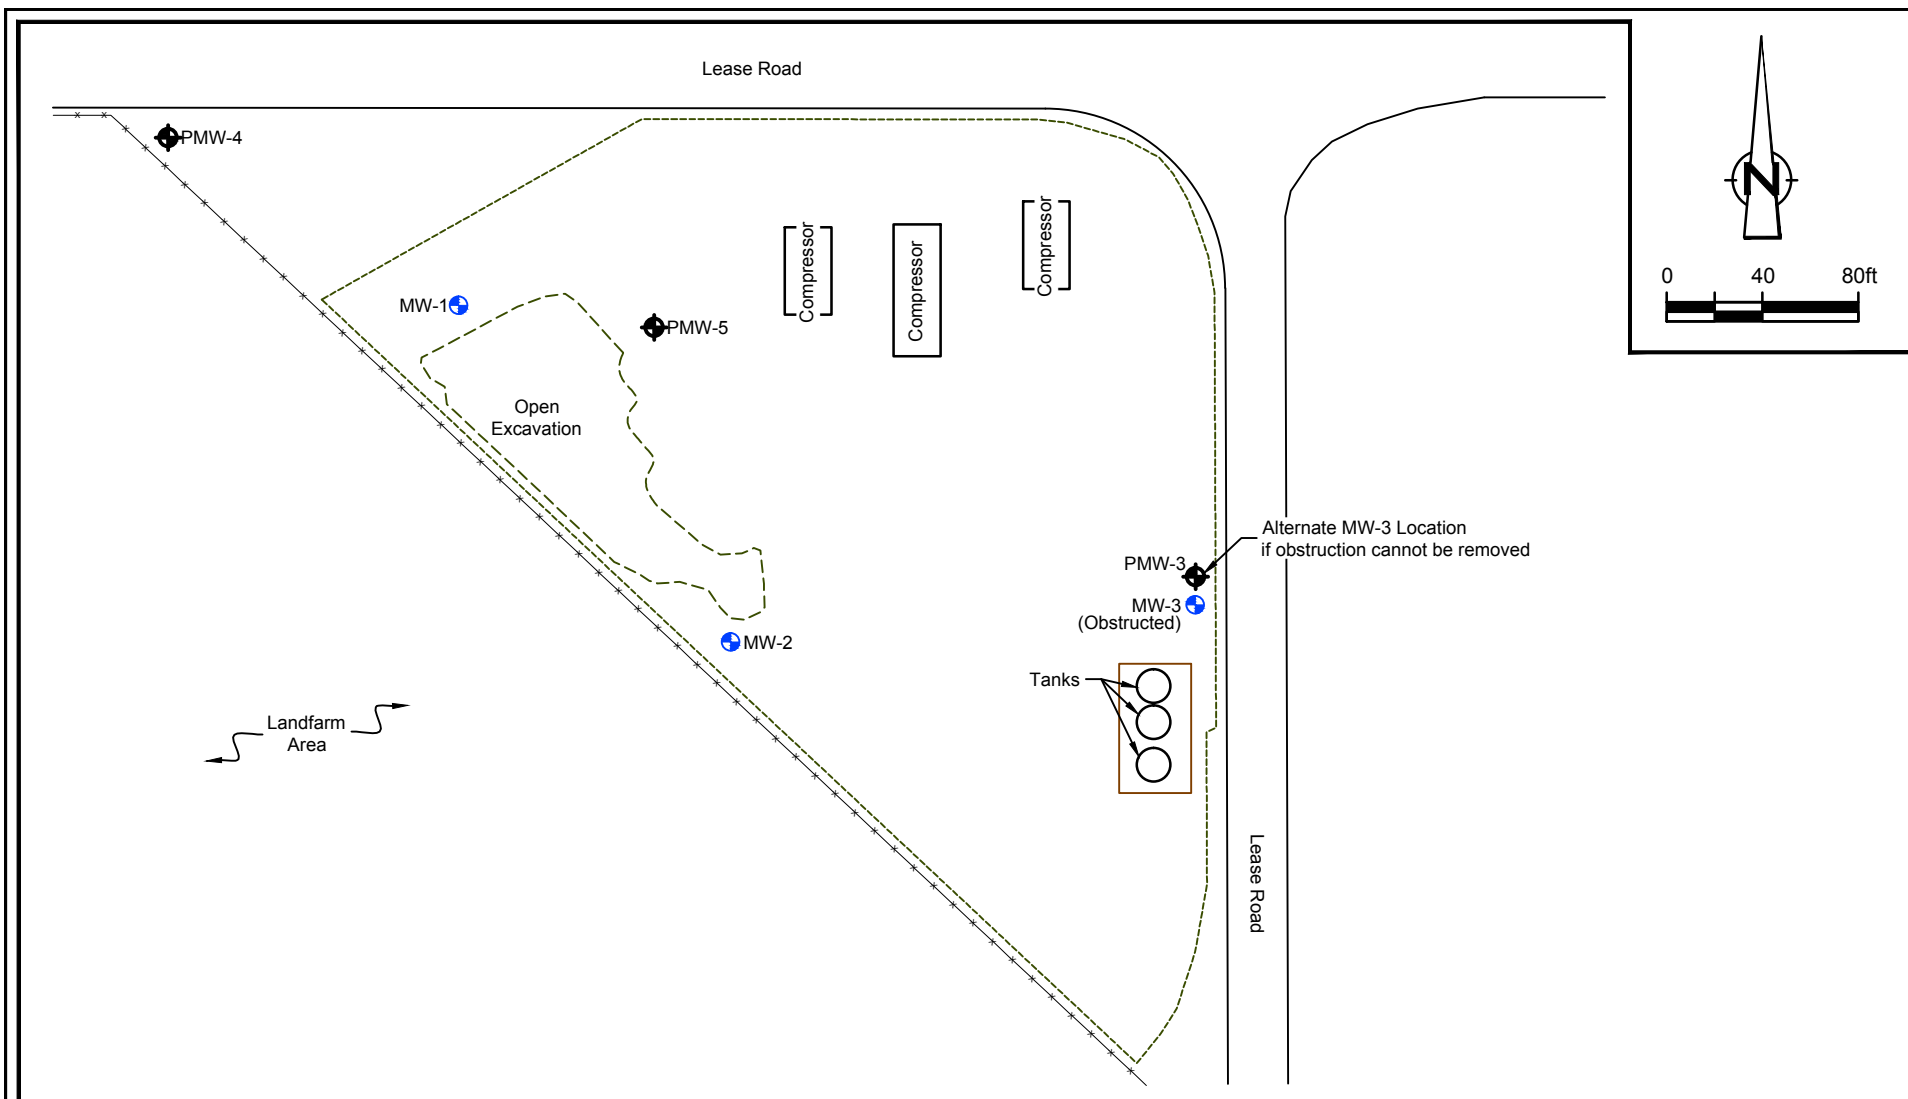 Lease Road
PMW-4
N
0 40 80ft
Compressor
Compressor
Compressor
MW-1
PMW-5
Open
Excavation
Alternate MW-3 Location
if obstruction cannot be removed
PMW-3
MW-3
(Obstructed)
MW-2
Tanks
Landfarm
Area
Lease Road